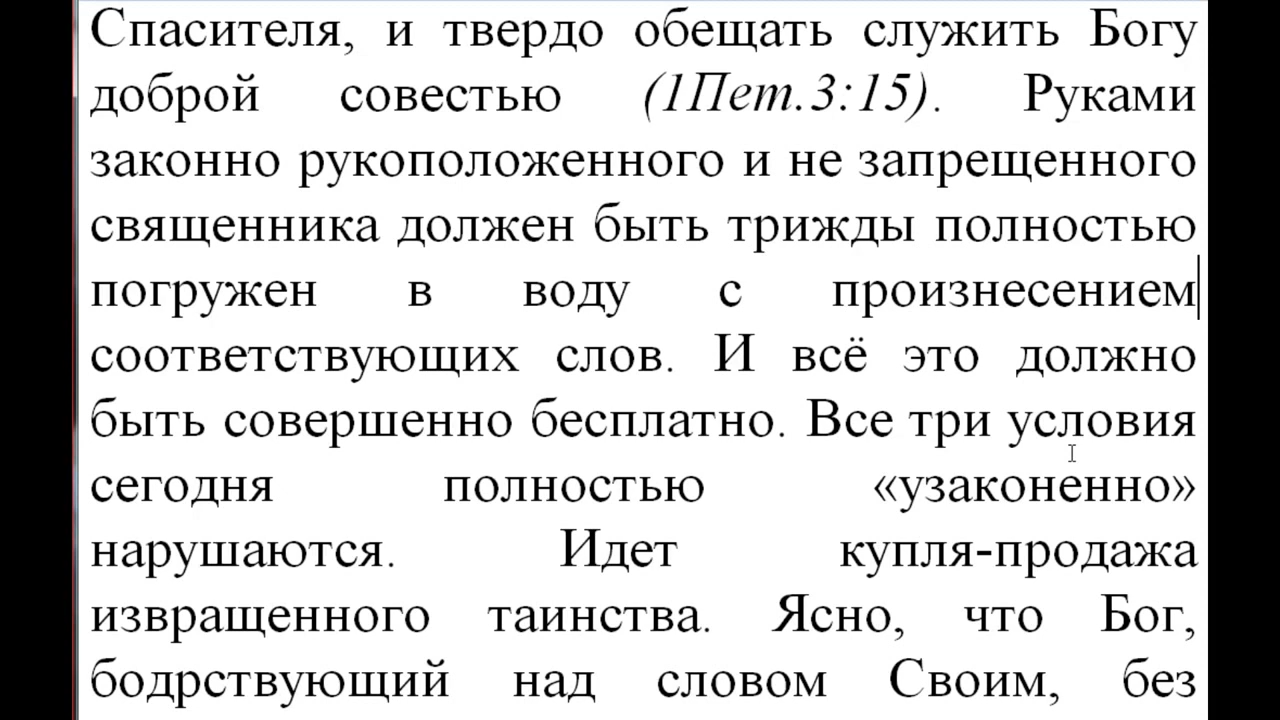 Спасителя, и твердо обещать служить Богу
доброй совестью (1Пет.3:15). Руками
законно рукоположенного и не запрещенного
священника должен быть трижды полностью
погружен в воду с произнесением
соответствующих слов. И всё это должно
быть совершенно бесплатно. Все три условия
сегодня полностью «узаконенно»
нарушаются. Идет купля-продажа
извращенного таинства. Ясно, что Бог,
бодрствующий над словом Своим, без